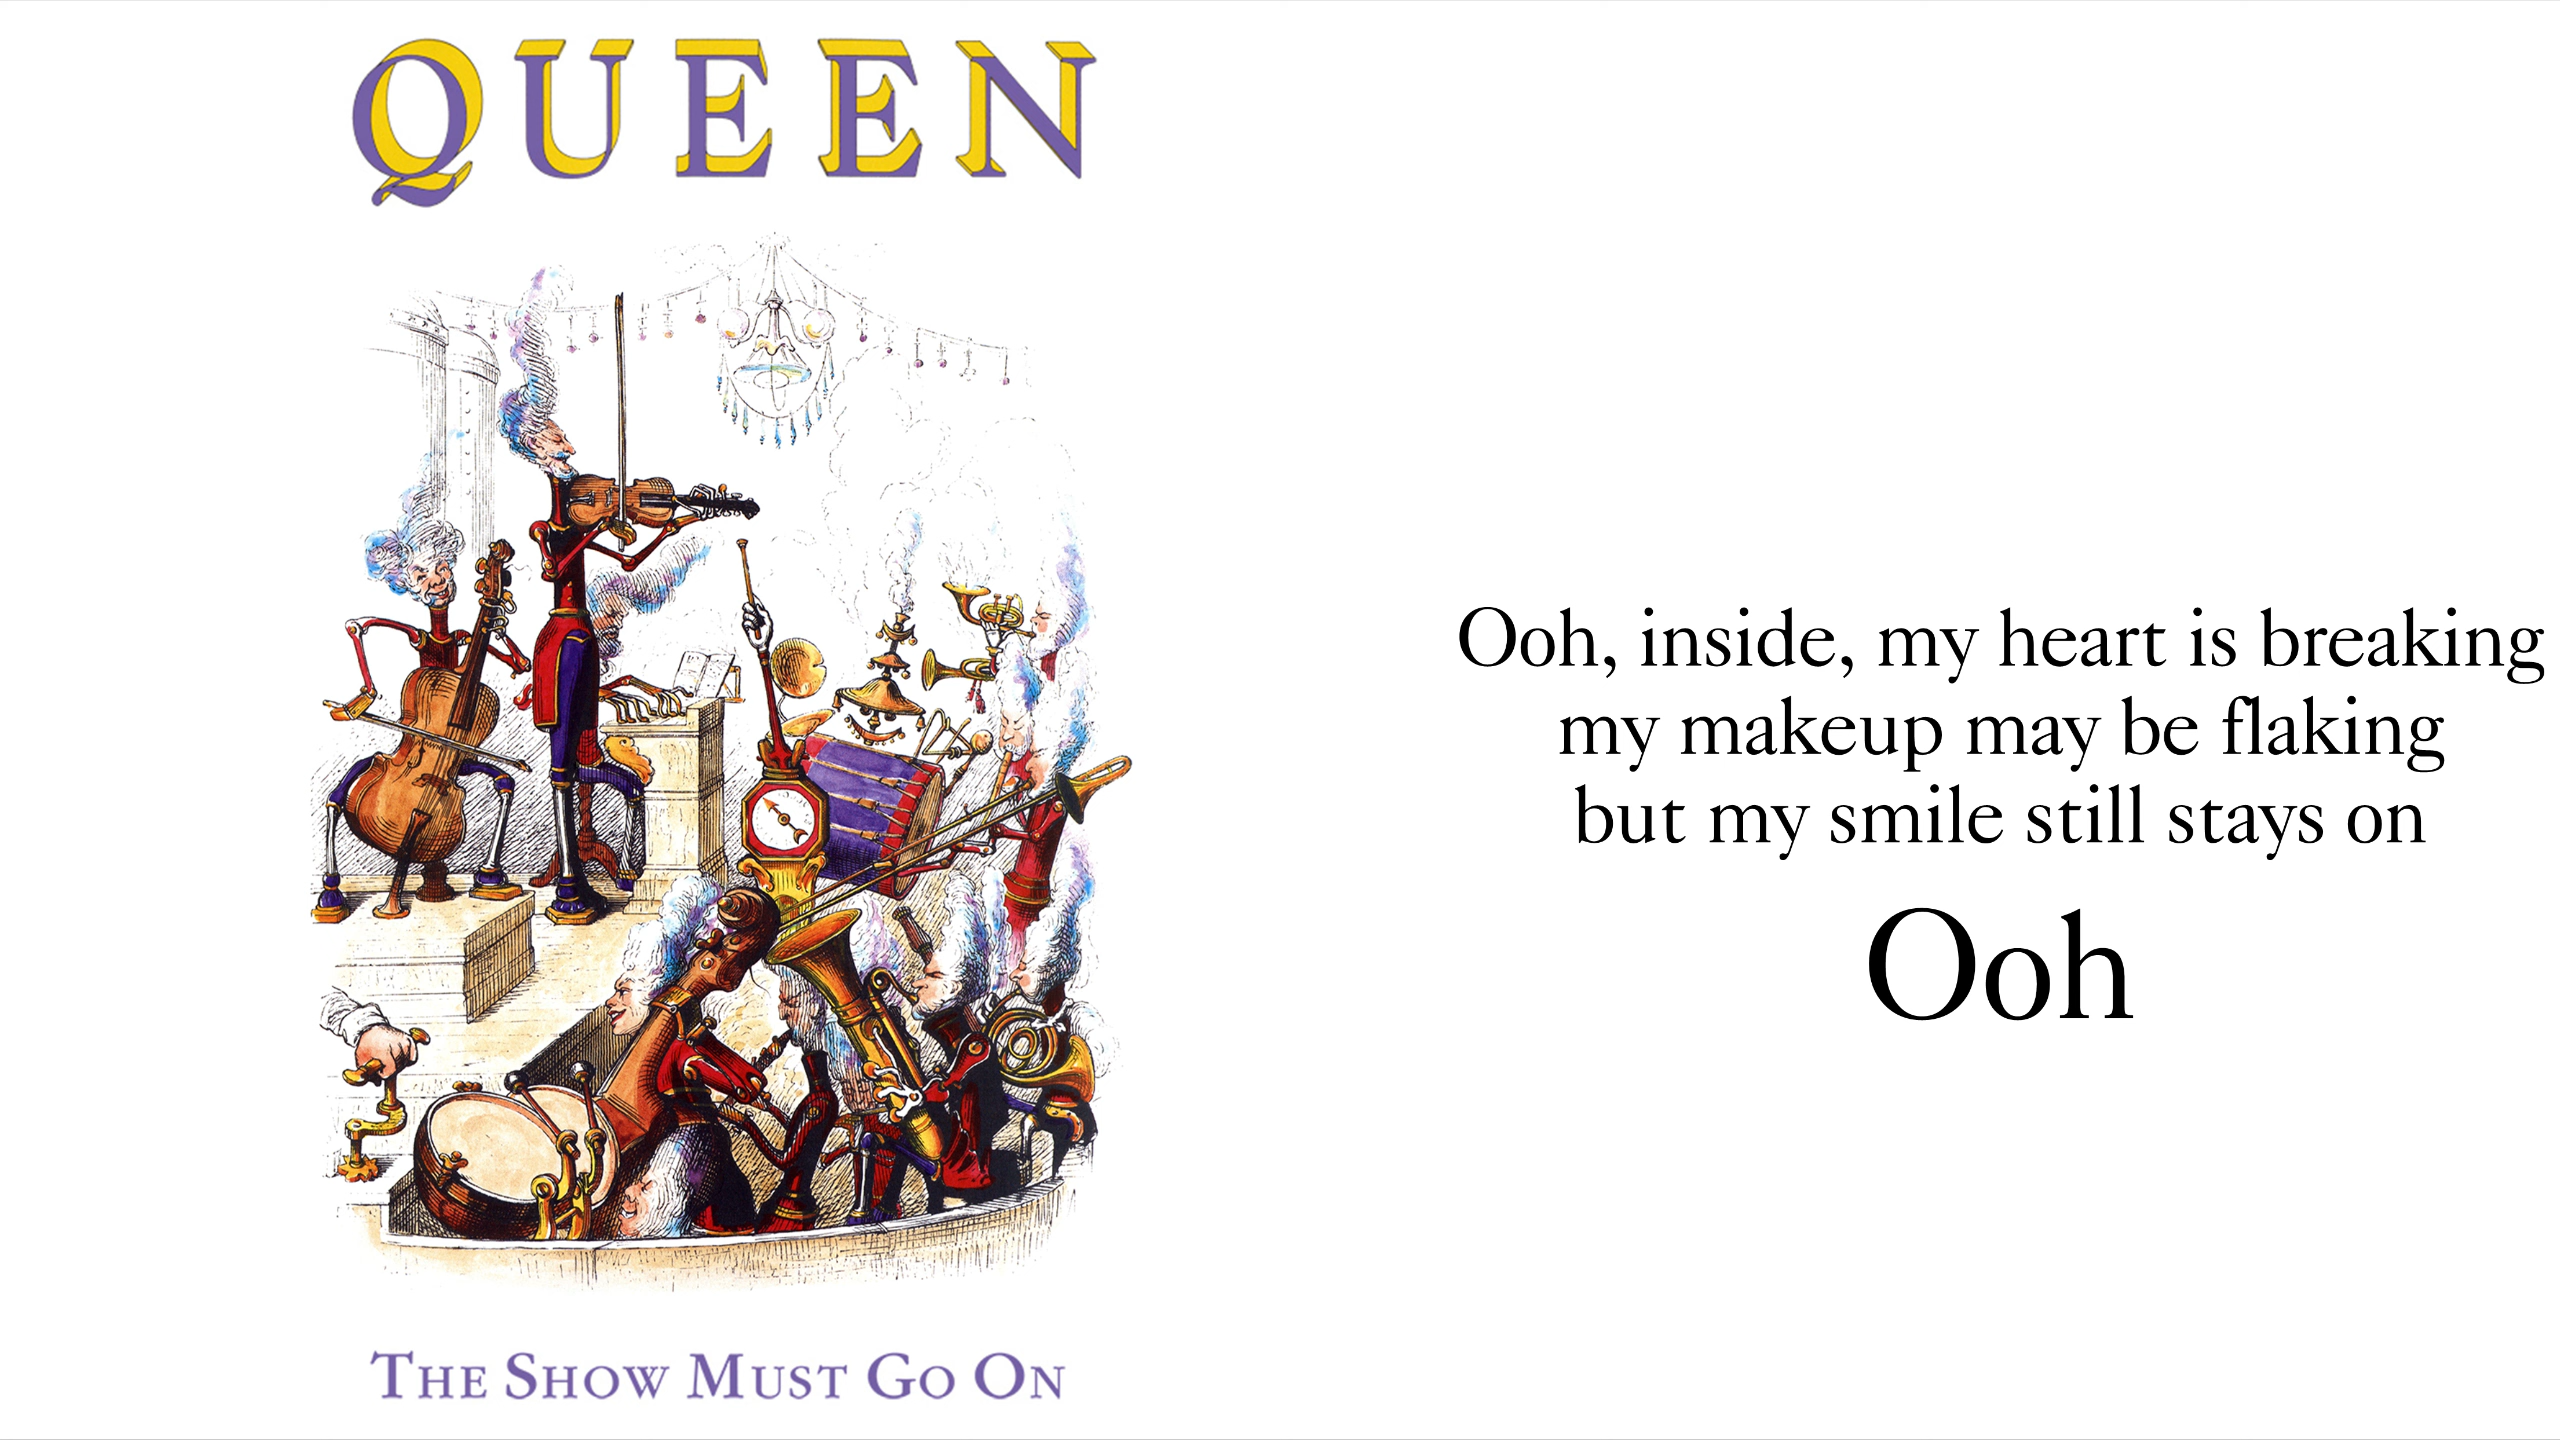 QUEEN
THE SHOW MUST GO ON
Ooh, inside, my heart is breaking
my makeup may be flaking
but my smile still stays on
Ooh